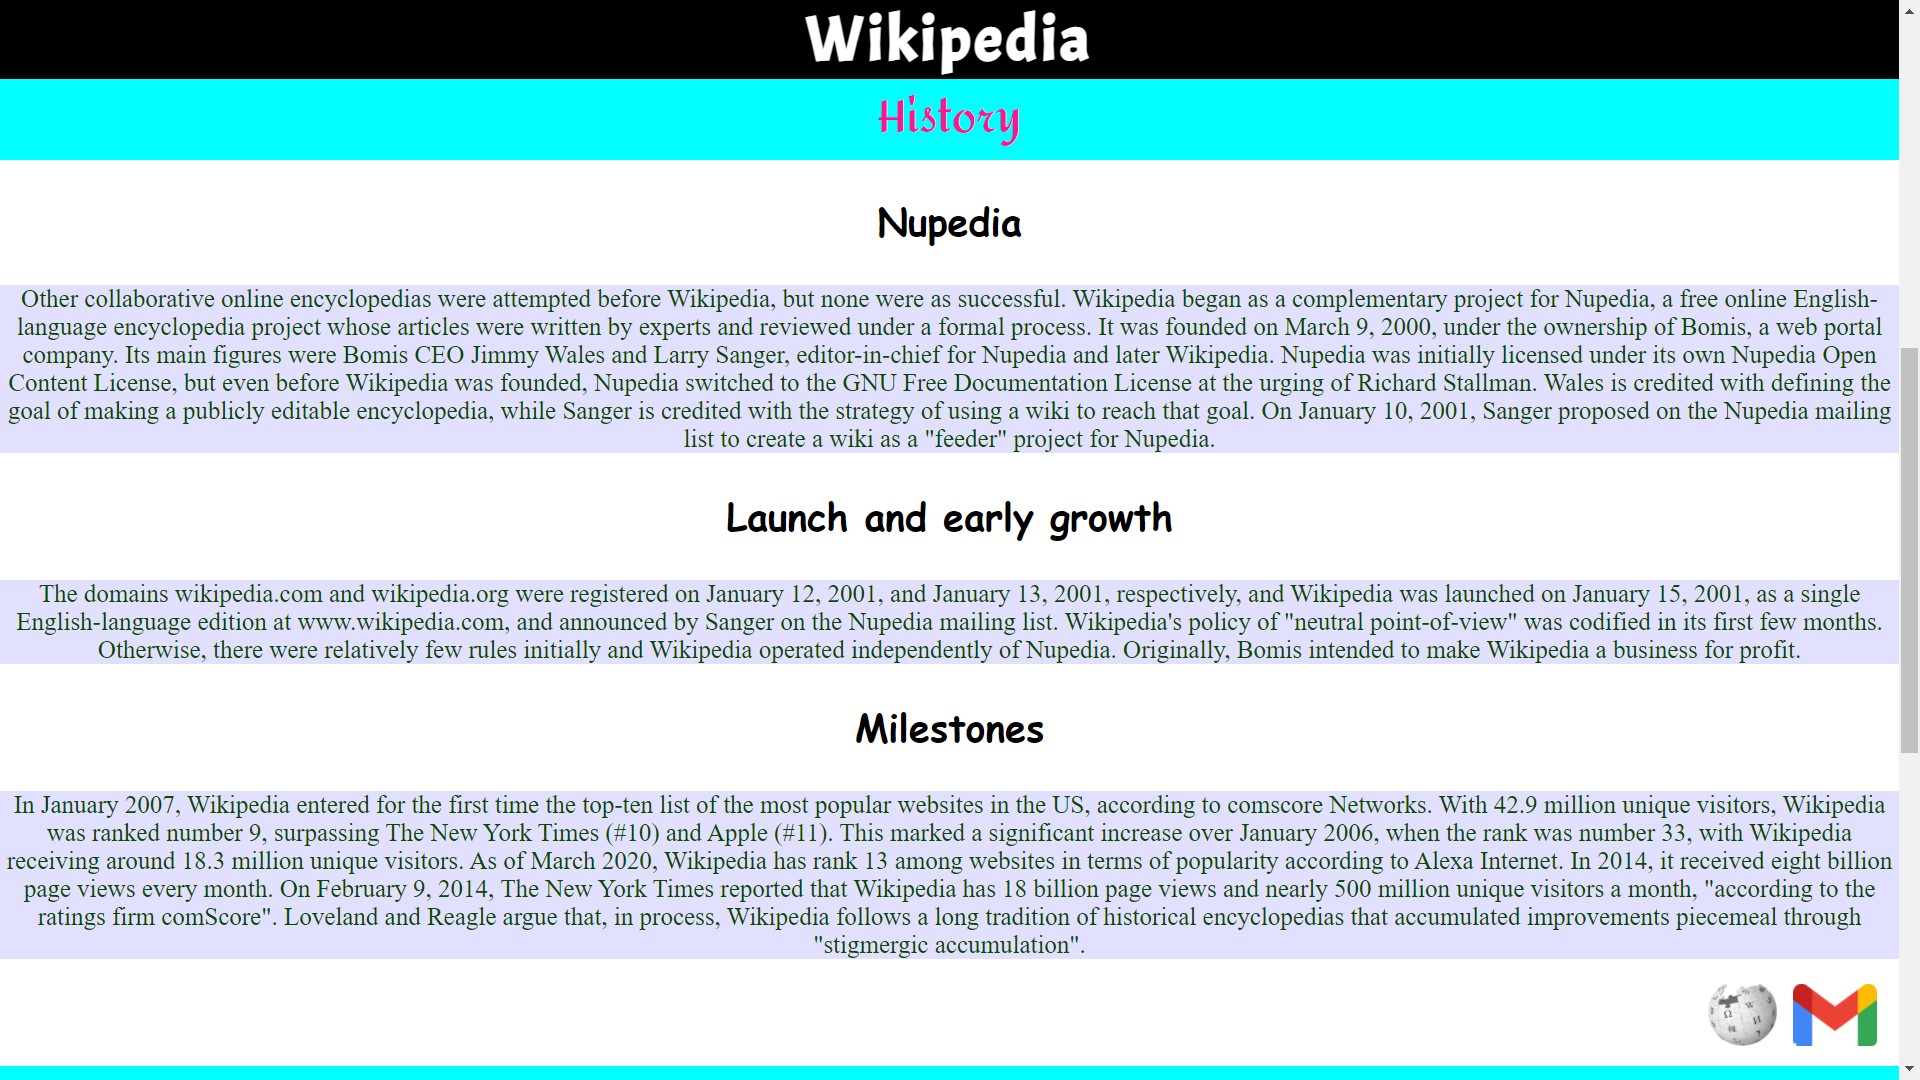 Wikipedia
History
Nupedia
Other collaborative online encyclopedias were attempted before Wikipedia, but none were as successful. Wikipedia began as a complementary project for Nupedia, a free online English-
language encyclopedia project whose articles were written by experts and reviewed under a formal process. It was founded on March 9, 2000, under the ownership of Bomis, a web portal
company. Its main figures were Bomis CEO Jimmy Wales and Larry Sanger, editor-in-chief for Nupedia and later Wikipedia. Nupedia was initially licensed under its own Nupedia Open
Content License, but even before Wikipedia was founded, Nupedia switched to the GNU Free Documentation License at the urging of Richard Stallman. Wales is credited with defining the
goal of making a publicly editable encyclopedia, while Sanger is credited with the strategy of using a wiki to reach that goal. On January 10, 2001, Sanger proposed on the Nupedia mailing
list to create a wiki as a "feeder" project for Nupedia.
Launch and early growth
The domains wikipedia.com and wikipedia.org were registered on January 12, 2001, and January 13, 2001, respectively, and Wikipedia was launched on January 15, 2001, as a single
English-language edition at www.wikipedia.com, and announced by Sanger on the Nupedia mailing list. Wikipedia's policy of "neutral point-of-view" was codified in its first few months.
Otherwise, there were relatively few rules initially and Wikipedia operated independently of Nupedia. Originally, Bomis intended to make Wikipedia a business for profit.
Milestones
In January 2007, Wikipedia entered for the first time the top-ten list of the most popular websites in the US, according to comscore Networks. With 42.9 million unique visitors, Wikipedia
was ranked number 9, surpassing The New York Times (#10) and Apple (#11). This marked a significant increase over January 2006, when the rank was number 33, with Wikipedia
receiving around 18.3 million unique visitors. As of March 2020, Wikipedia has rank 13 among websites in terms of popularity according to Alexa Internet. In 2014, it received eight billion
page views every month. On February 9, 2014, The New York Times reported that Wikipedia has 18 billion page views and nearly 500 million unique visitors a month, "according to the
ratings firm comScore". Loveland and Reagle argue that, in process, Wikipedia follows a long tradition of historical encyclopedias that accumulated improvements piecemeal through
"stigmergic accumulation".